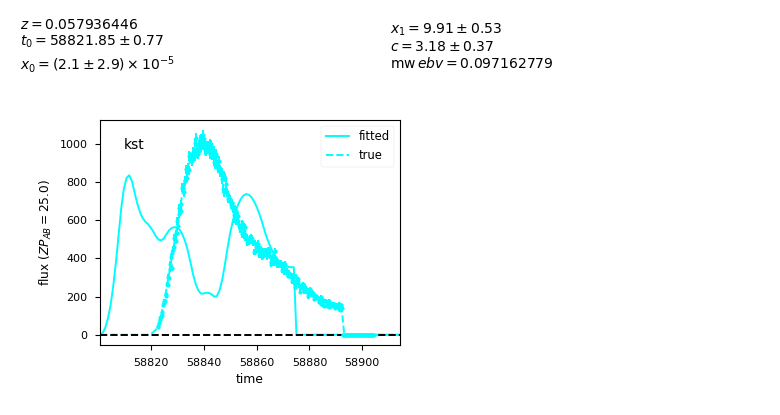 z = 0.057936446
t₀ = 58821.85 ± 0.77
x₀ = (2.1 ± 2.9) × 10⁻⁵
x₁ = 9.91 ± 0.53
c = 3.18 ± 0.37
mw ebv = 0.097162779
kst
fitted
true
flux (ZP_AB = 25.0)
1000
800
600
400
200
0
58820 58840 58860 58880 58900
time